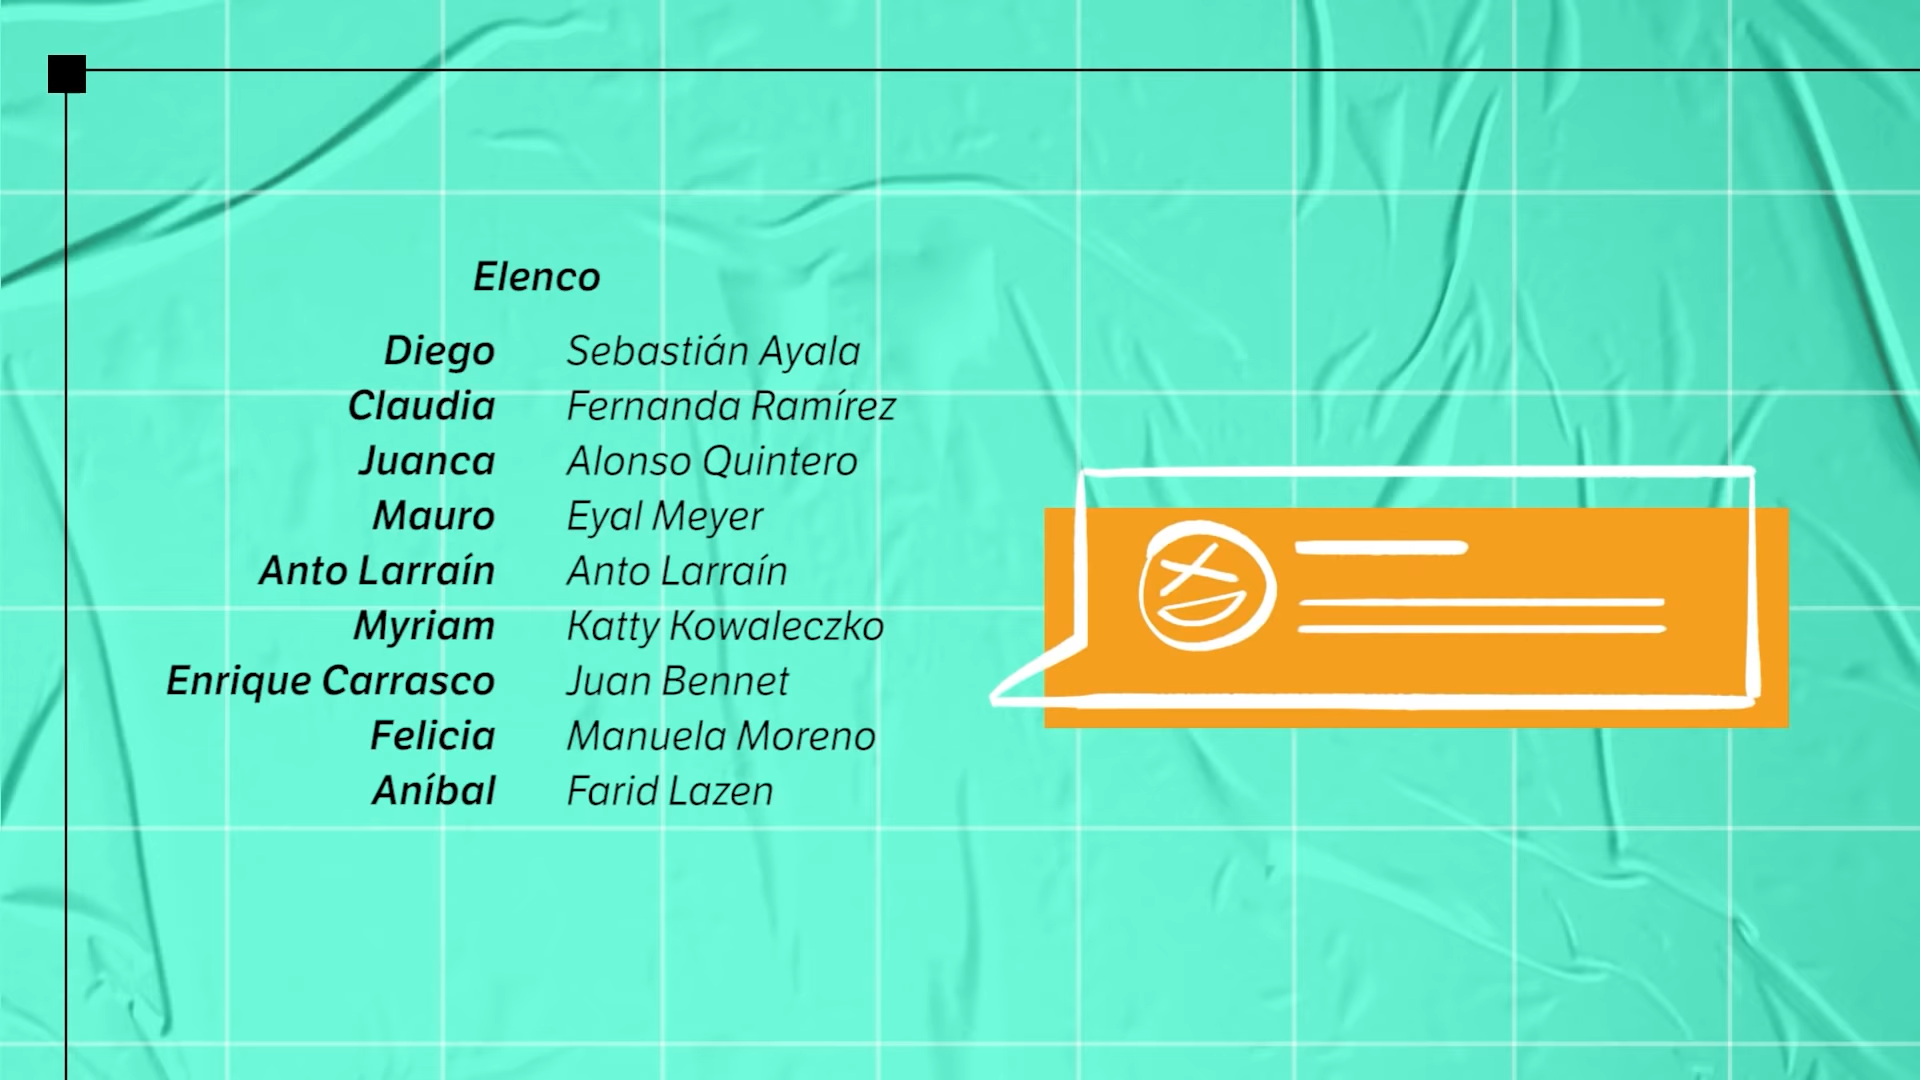 Elenco
Diego Sebastián Ayala
Claudia Fernanda Ramírez
Juanca Alonso Quintero
Mauro Eyal Meyer
Anto Larraín Anto Larraín
Myriam Katty Kowaleczko
Enrique Carrasco Juan Bennet
Felicia Manuela Moreno
Aníbal Farid Lazen